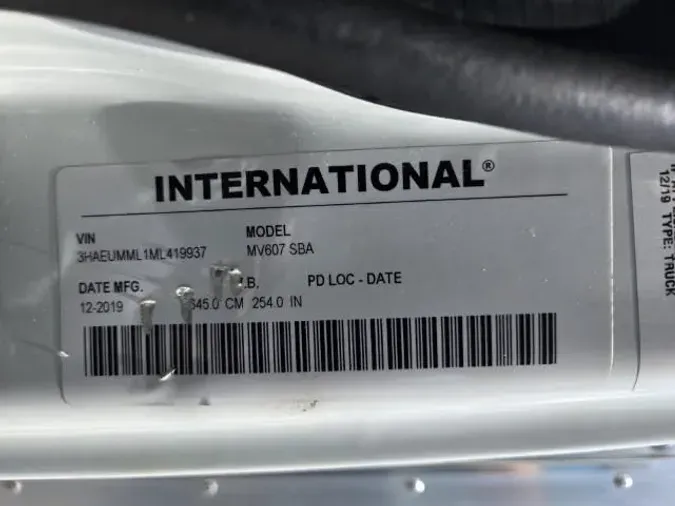 INTERNATIONAL®
VIN MODEL
3HAEUMML1ML419937 MV607 SBA
DATE MFG. .B. PD LOC - DATE
12-2019 645.0 CM 254.0 IN
12/19 TYPE: TRUCK